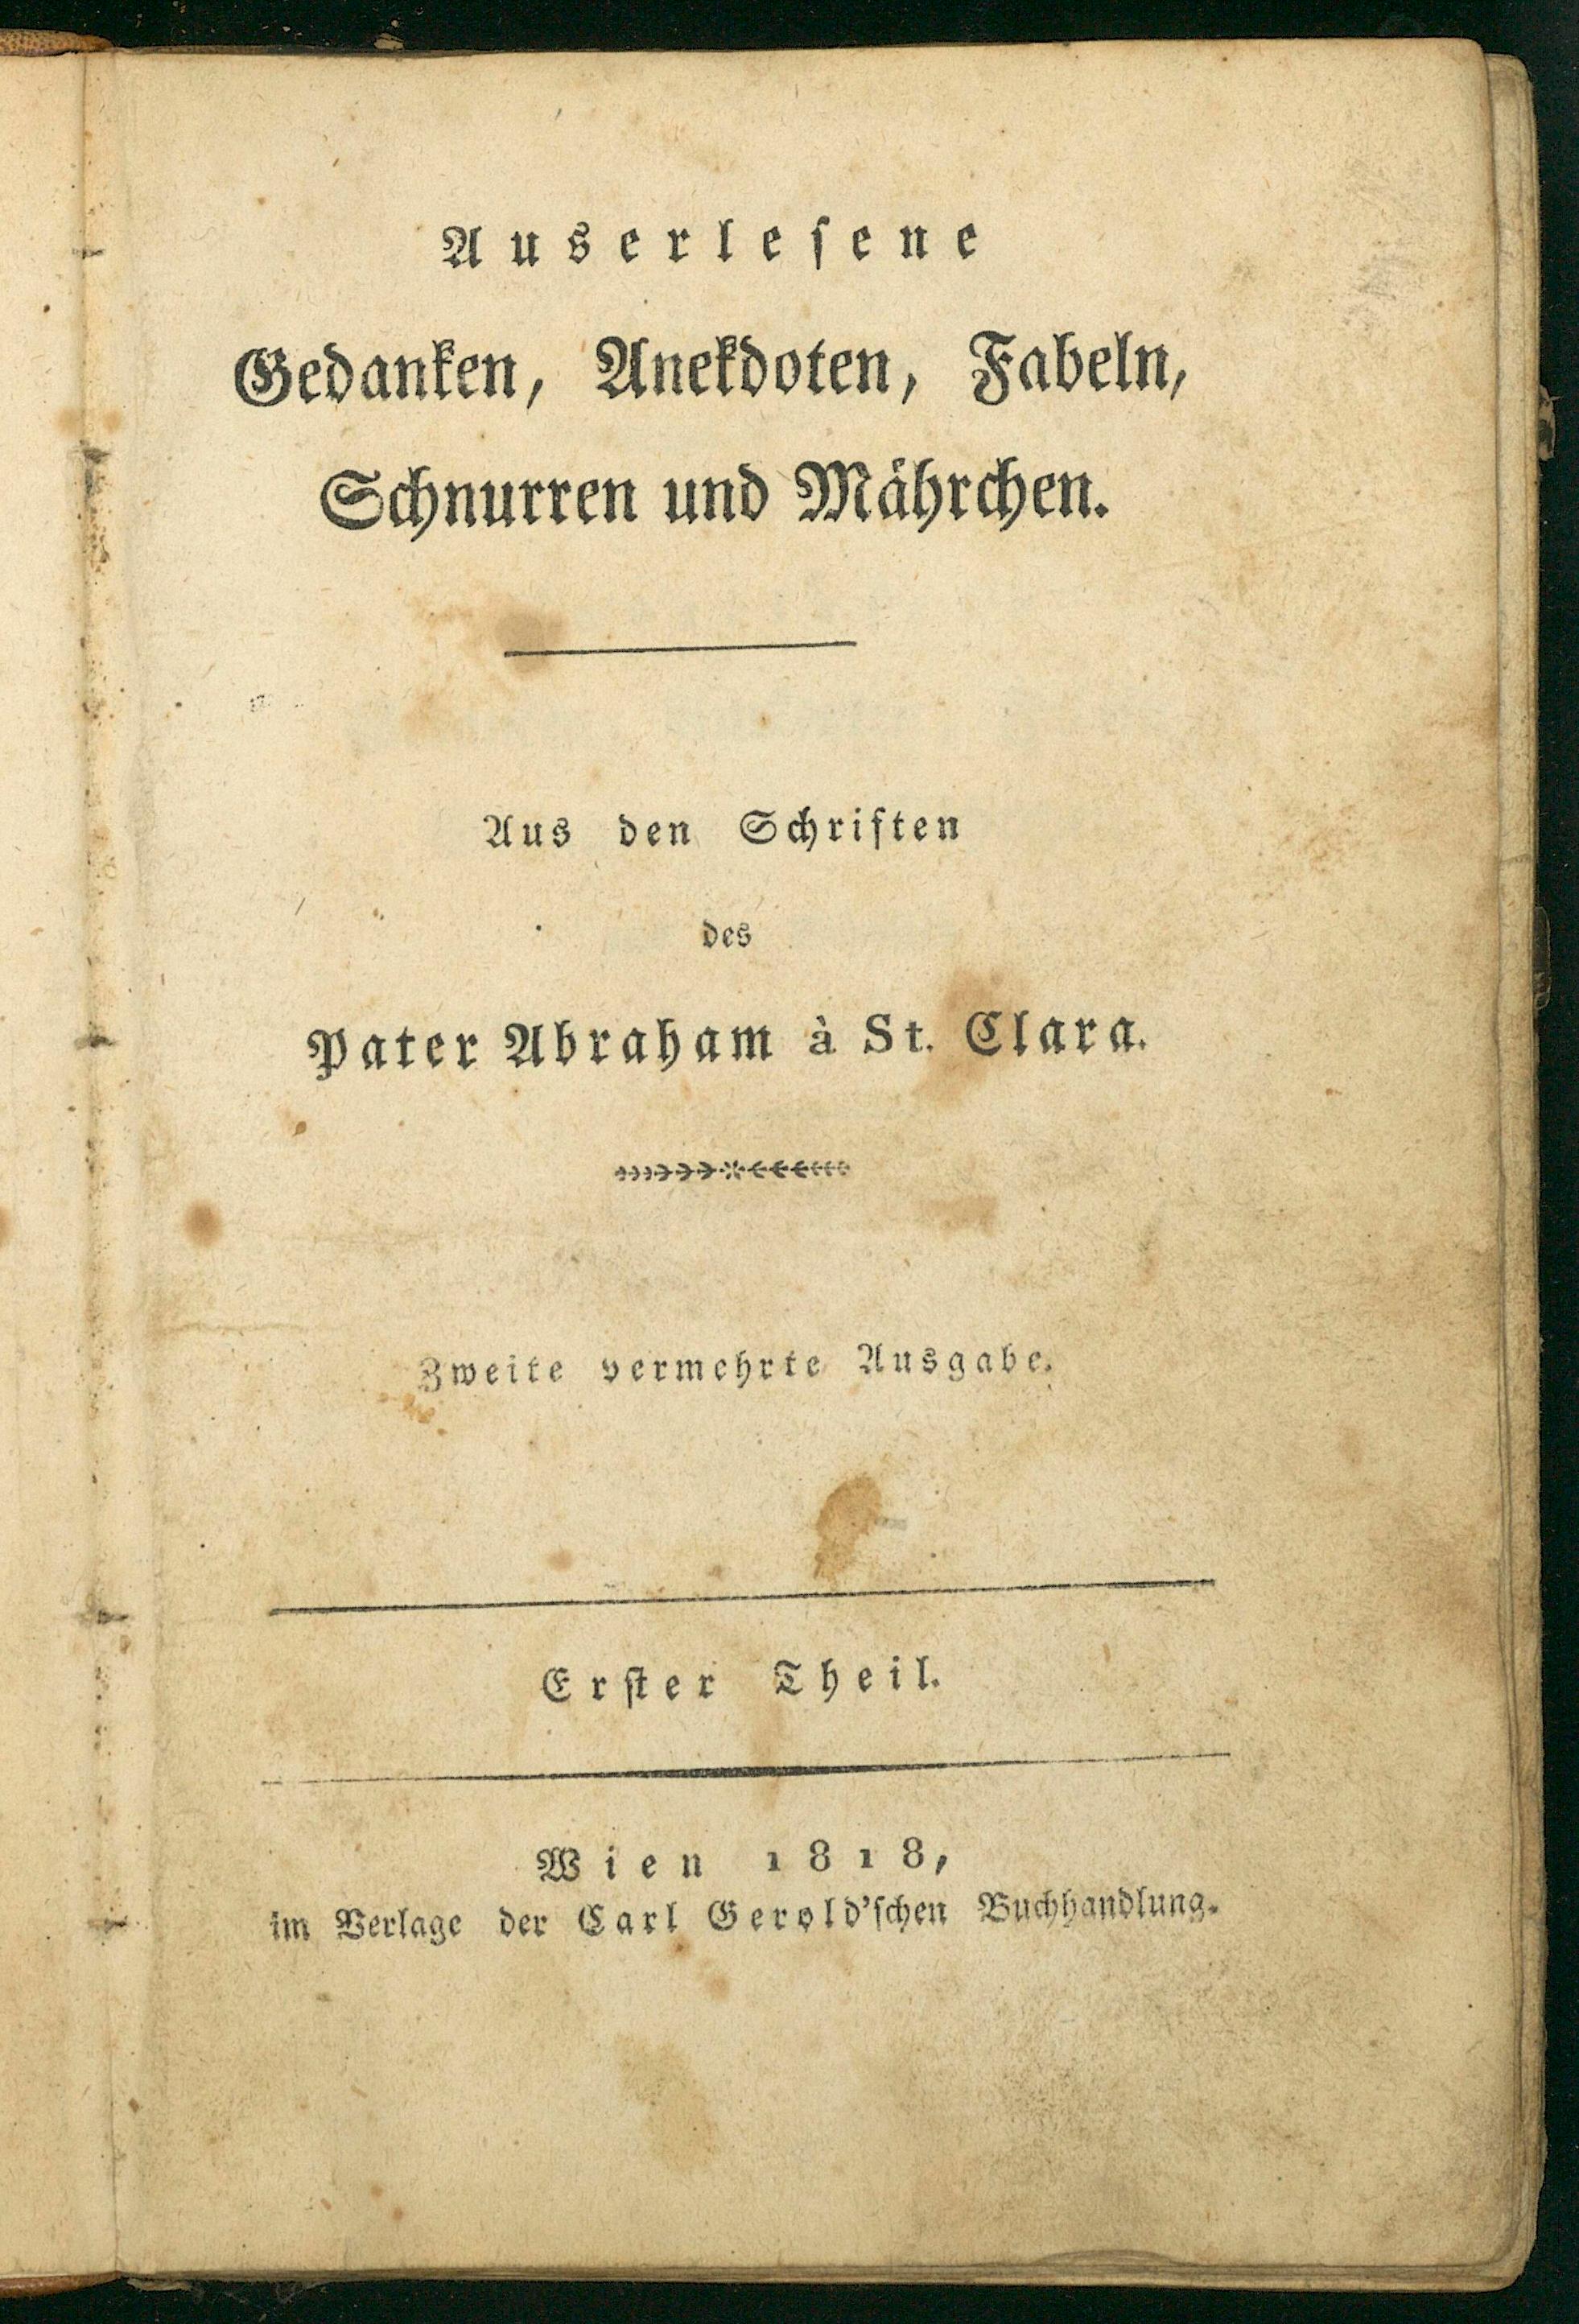 Auserlesene
Gedanken, Anekdoten, Fabeln,
Schnurren und Mährchen.
Aus den Schriften
des
Pater Abraham à St. Clara.
Zweite vermehrte Ausgabe.
Erster Theil.
Wien 1818,
im Verlage der Carl Gerold'schen Buchhandlung.